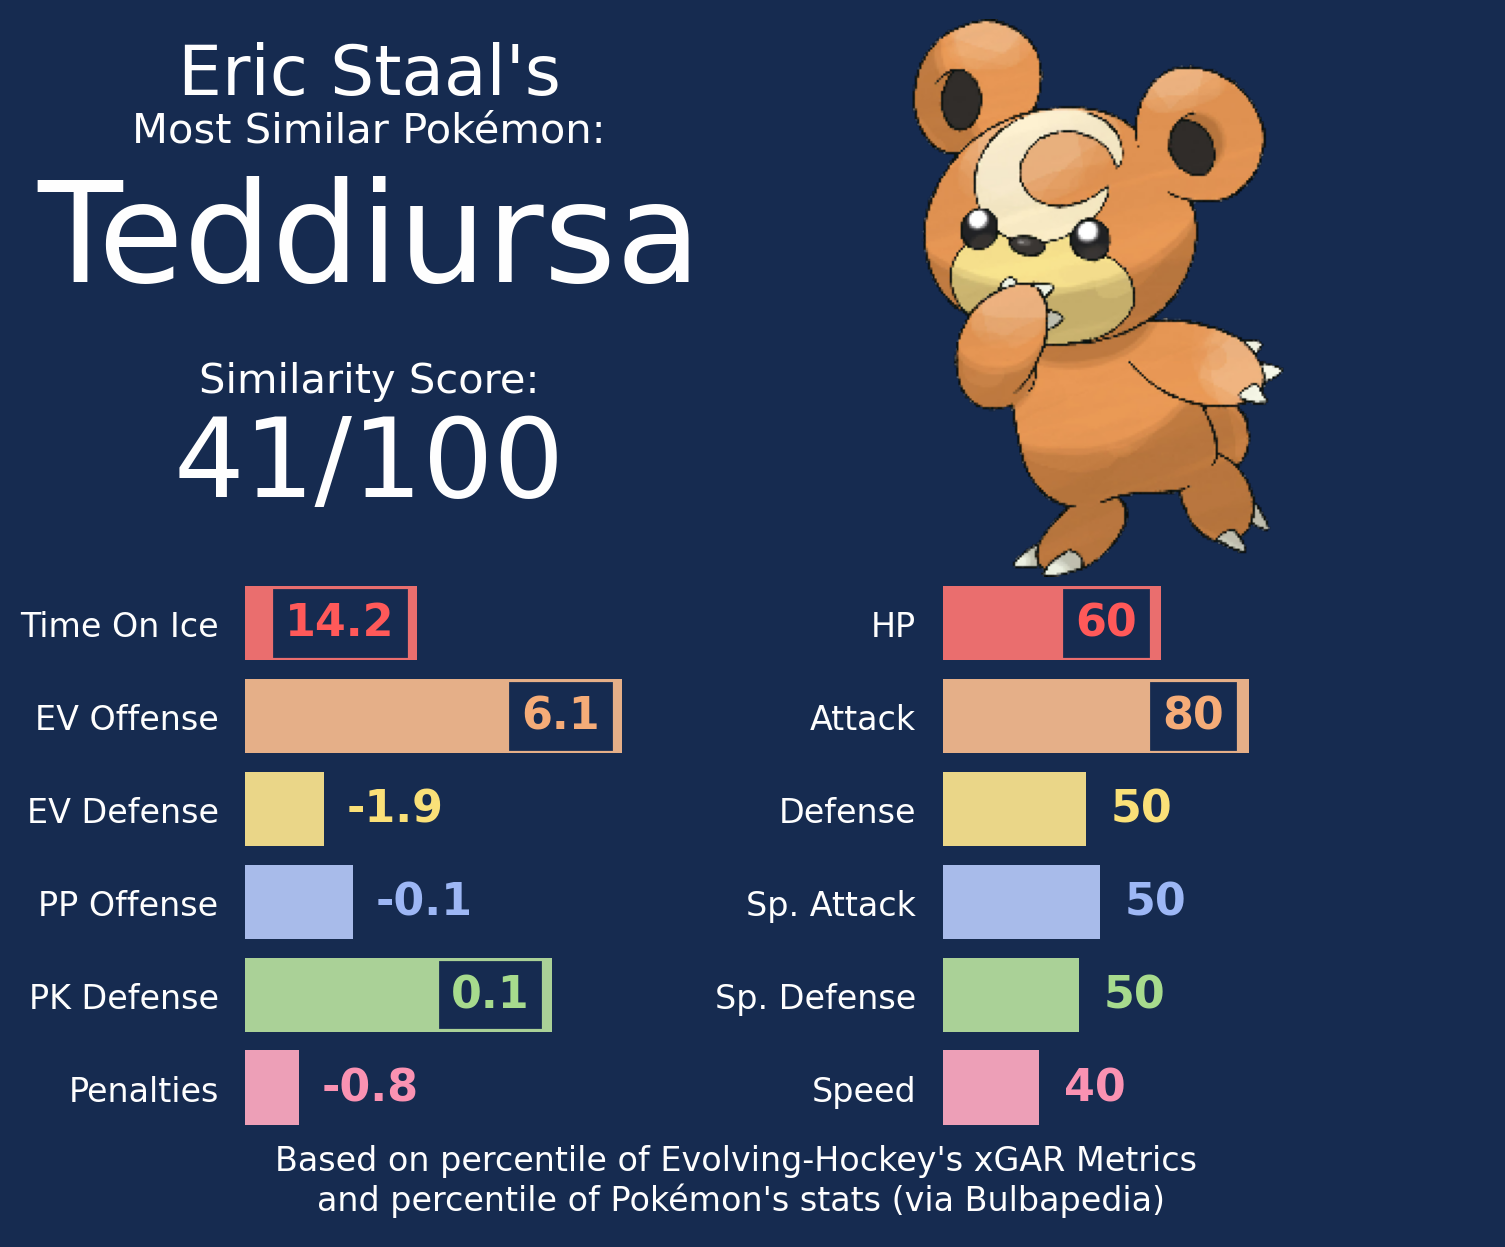 Eric Staal's
Most Similar Pokémon:
Teddiursa
Similarity Score:
41/100
Time On Ice 14.2
EV Offense 6.1
EV Defense -1.9
PP Offense -0.1
PK Defense 0.1
Penalties -0.8
HP 60
Attack 80
Defense 50
Sp. Attack 50
Sp. Defense 50
Speed 40
Based on percentile of Evolving-Hockey's xGAR Metrics
and percentile of Pokémon's stats (via Bulbapedia)